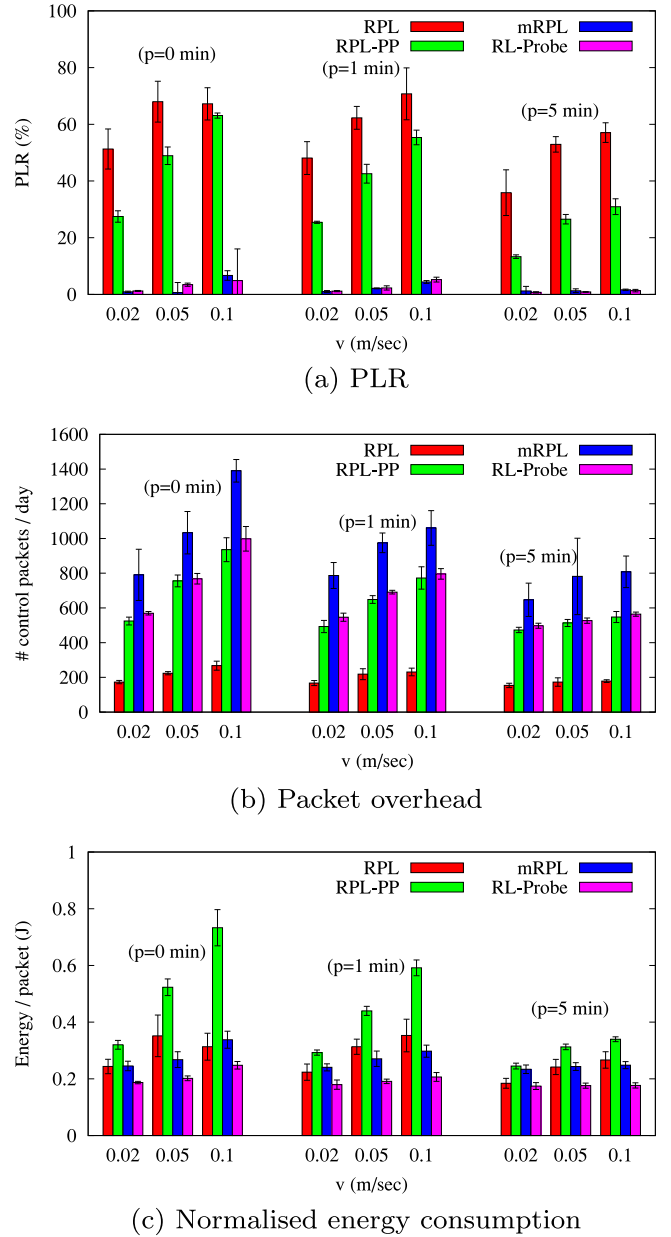 RPL
RPL-PP
mRPL
RL-Probe
(p=0 min)
(p=1 min)
(p=5 min)
PLR (%)
100
80
60
40
20
0
0.02 0.05 0.1 0.02 0.05 0.1 0.02 0.05 0.1
v (m/sec)
(a) PLR
RPL
RPL-PP
mRPL
RL-Probe
(p=0 min)
(p=1 min)
(p=5 min)
# control packets / day
1600
1400
1200
1000
800
600
400
200
0
0.02 0.05 0.1 0.02 0.05 0.1 0.02 0.05 0.1
v (m/sec)
(b) Packet overhead
RPL
RPL-PP
mRPL
RL-Probe
(p=0 min)
(p=1 min)
(p=5 min)
Energy / packet (J)
1
0.8
0.6
0.4
0.2
0
0.02 0.05 0.1 0.02 0.05 0.1 0.02 0.05 0.1
v (m/sec)
(c) Normalised energy consumption